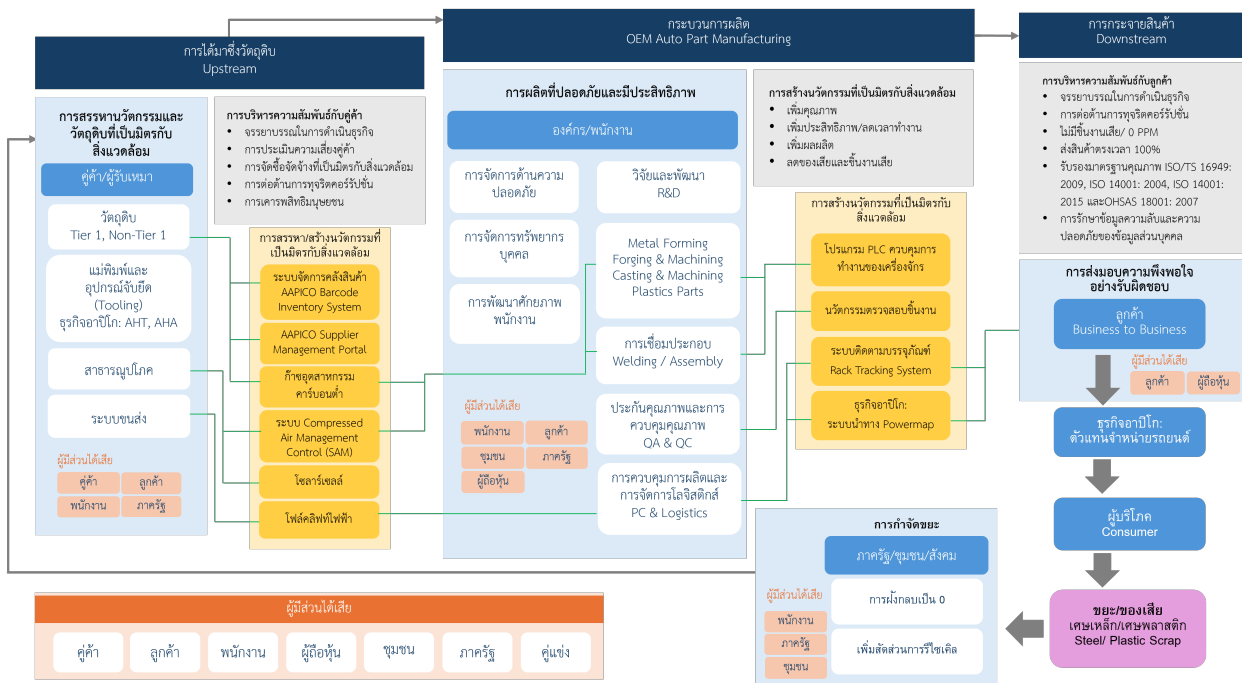 การได้มาซึ่งวัตถุดิบ
Upstream
กระบวนการผลิต
OEM Auto Part Manufacturing
การกระจายสินค้า
Downstream
การสรรหานวัตกรรมและ
วัตถุดิบที่เป็นมิตรกับ
สิ่งแวดล้อม
คู่ค้า/ผู้รับเหมา
วัตถุดิบ
Tier 1, Non-Tier 1
แม่พิมพ์และ
อุปกรณ์จับยึด
(Tooling)
ธุรกิจอาปิโก: AHT, AHA
สาธารณูปโภค
ระบบขนส่ง
ผู้มีส่วนได้เสีย
คู่ค้า
ลูกค้า
พนักงาน
ภาครัฐ
การบริหารความสัมพันธ์กับคู่ค้า
• จรรยาบรรณในการดำเนินธุรกิจ
• การประเมินความเสี่ยงคู่ค้า
• การจัดซื้อจัดจ้างที่เป็นมิตรกับสิ่งแวดล้อม
• การต่อต้านการทุจริตคอร์รัปชั่น
• การเคารพสิทธิมนุษยชน
การสรรหา/สร้างนวัตกรรมที่
เป็นมิตรกับสิ่งแวดล้อม
ระบบจัดการคลังสินค้า
AAPICO Barcode
Inventory System
AAPICO Supplier
Management Portal
ก๊าซอุตสาหกรรม
คาร์บอนต่ำ
ระบบ Compressed
Air Management
Control (SAM)
โซลาร์เซลล์
โฟล์คลิฟท์ไฟฟ้า
การผลิตที่ปลอดภัยและมีประสิทธิภาพ
องค์กร/พนักงาน
การจัดการด้านความ
ปลอดภัย
การจัดการทรัพยากร
บุคคล
การพัฒนาศักยภาพ
พนักงาน
ผู้มีส่วนได้เสีย
พนักงาน
ลูกค้า
ชุมชน
ภาครัฐ
ผู้ถือหุ้น
วิจัยและพัฒนา
R&D
Metal Forming
Forging & Machining
Casting & Machining
Plastics Parts
การเชื่อมประกอบ
Welding / Assembly
ประกันคุณภาพและการ
ควบคุมคุณภาพ
QA & QC
การควบคุมการผลิตและ
การจัดการโลจิสติกส์
PC & Logistics
การสร้างนวัตกรรมที่เป็นมิตรกับสิ่งแวดล้อม
• เพิ่มคุณภาพ
• เพิ่มประสิทธิภาพ/ลดเวลาทำงาน
• เพิ่มผลผลิต
• ลดของเสียและชิ้นงานเสีย
การสร้างนวัตกรรมที่เป็นมิตรกับ
สิ่งแวดล้อม
โปรแกรม PLC ควบคุมการ
ทำงานของเครื่องจักร
นวัตกรรมตรวจสอบชิ้นงาน
ระบบติดตามบรรจุภัณฑ์
Rack Tracking System
ธุรกิจอาปิโก:
ระบบนำทาง Powermap
การบริหารความสัมพันธ์กับลูกค้า
• จรรยาบรรณในการดำเนินธุรกิจ
• การต่อต้านการทุจริตคอร์รัปชั่น
• ไม่มีชิ้นงานเสีย/ 0 PPM
• ส่งสินค้าตรงเวลา 100%
• รับรองมาตรฐานคุณภาพ ISO/TS 16949:
2009, ISO 14001: 2004, ISO 14001:
2015 และOHSAS 18001: 2007
• การรักษาข้อมูลความลับและความ
ปลอดภัยของข้อมูลส่วนบุคคล
การส่งมอบความพึงพอใจ
อย่างรับผิดชอบ
ลูกค้า
Business to Business
ผู้มีส่วนได้เสีย
ลูกค้า
ผู้ถือหุ้น
ธุรกิจอาปิโก:
ตัวแทนจำหน่ายรถยนต์
ผู้บริโภค
Consumer
ขยะ/ของเสีย
เศษเหล็ก/เศษพลาสติก
Steel/ Plastic Scrap
การกำจัดขยะ
ภาครัฐ/ชุมชน/สังคม
ผู้มีส่วนได้เสีย
พนักงาน
ภาครัฐ
ชุมชน
การฝังกลบเป็น 0
เพิ่มสัดส่วนการรีไซเคิล
ผู้มีส่วนได้เสีย
คู่ค้า
ลูกค้า
พนักงาน
ผู้ถือหุ้น
ชุมชน
ภาครัฐ
คู่แข่ง